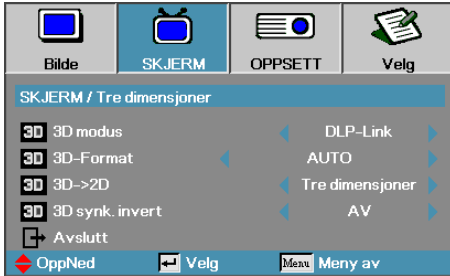 Bilde SKJERM OPPSETT Velg
SKJERM / Tre dimensjoner
3D 3D modus DLP-Link
3D 3D-Format AUTO
3D 3D->2D Tre dimensjoner
3D 3D synk. invert AV
Avslutt
OppNed Velg Menu Meny av